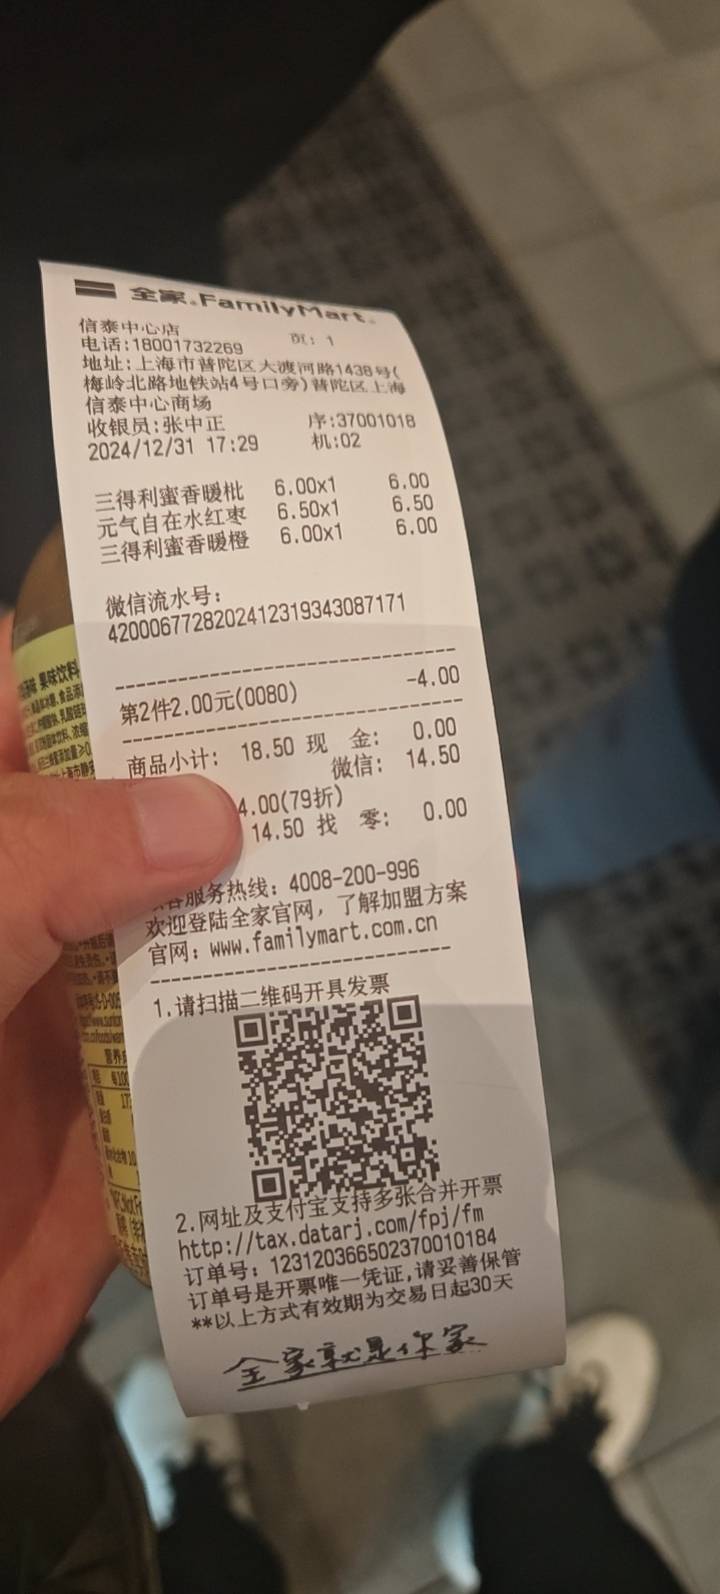 全家 FamilyMart
信泰中心店 页: 1
电话:18001732269
地址:上海市普陀区大渡河路1438号(
梅岭北路地铁站4号口旁)普陀区上海
信泰中心商场
收银员:张中正 序:37001018
2024/12/31 17:29 机:02
三得利蜜香暖枇 6.00x1 6.00
元气自在水红枣 6.50x1 6.50
三得利蜜香暖橙 6.00x1 6.00
微信流水号:
4200067728202412319343087171
第2件2.00元(0080) -4.00
商品小计: 18.50 现 金: 0.00
微信: 14.50
4.00(79折)
14.50 找 零: 0.00
客服务热线: 4008-200-996
欢迎登陆全家官网,了解加盟方案
官网: www.familymart.com.cn
1.请扫描二维码开具发票
2.网址及支付宝支持多张合并开票
http://tax.datarj.com/fpj/fm
订单号: 123120366502370010184
订单号是开票唯一凭证,请妥善保管
**以上方式有效期为交易日起30天
全家就是你家
果味饮料